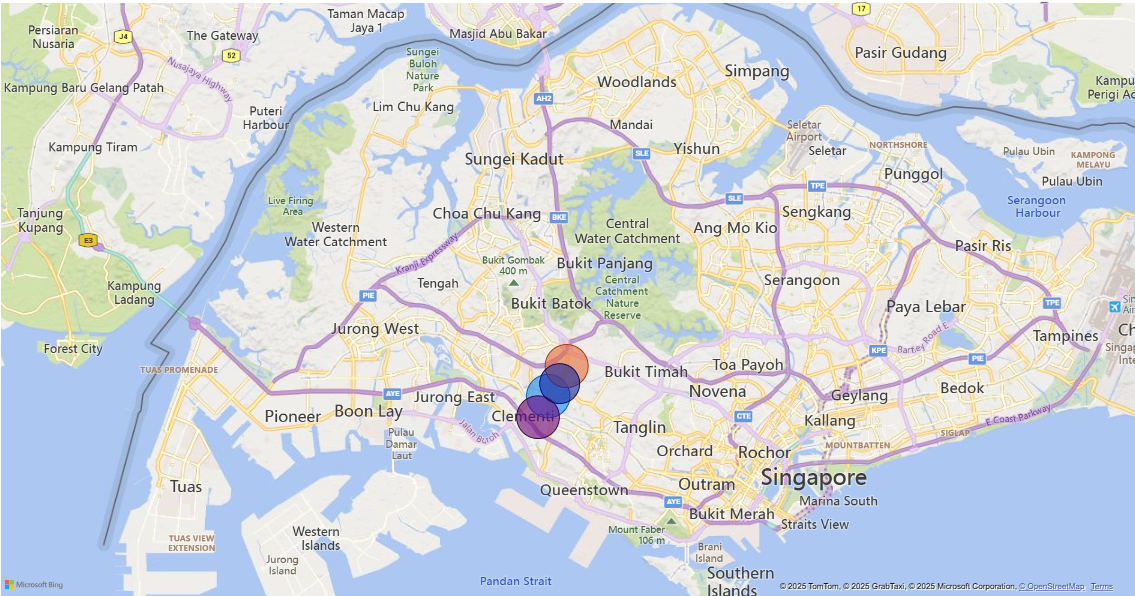 Taman Macap
Jaya 1
17
Persiaran
Nusaria
J4
The Gateway
Masjid Abu Bakar
52
Pasir Gudang
Sungei
Buloh
Nature
Park
Simpang
Nusajaya Highway
Woodlands
Kampung Baru Gelang Patah
Kampu
Perigi Ac
AH2
Lim Chu Kang
Puteri
Harbour
Mandai
Seletar
Airport
Kampung Tiram
SLE
Yishun
Seletar
NORTHSHORE
Pulau Ubin
KAMPONG
MELAYU
Sungei Kadut
Punggol
Pulau Ubin
TPE
SLE
Live Firing
Area
Serangoon
Harbour
Tanjung
Kupang
Choa Chu Kang
BKE
Sengkang
Western
Water Catchment
Central
Water Catchment
Ang Mo Kio
E3
Kranji Expressway
Pasir Ris
Bukit Gombak
400 m
Bukit Panjang
Kampung
Ladang
Tengah
Central
Catchment
Nature
Reserve
Serangoon
PIE
Bukit Batok
Paya Lebar
TPE
Sin
Air
Jurong West
Bartley Road E
Tampines
Ch
Singap
Inte
Forest City
KPE
PIE
TUAS PROMENADE
Bukit Timah
Toa Payoh
Novena
Bedok
AYE
Jurong East
Geylang
Pioneer
Boon Lay
Clementi
CTE
Kallang
E Coast Parkway
Jalan Buroh
Tanglin
SIGLAP
Pulau
Damar
Laut
MOUNTBATTEN
Orchard
Rochor
Singapore
Tuas
Queenstown
Outram
Marina South
AYE
Bukit Merah
Straits View
Western
Islands
Mount Faber
106 m
TUAS VIEW
EXTENSION
Brani
Island
Jurong
Island
Pandan Strait
Southern
Islands
Microsoft Bing
© 2025 TomTom, © 2025 GrabTaxi, © 2025 Microsoft Corporation, © OpenStreetMap Terms